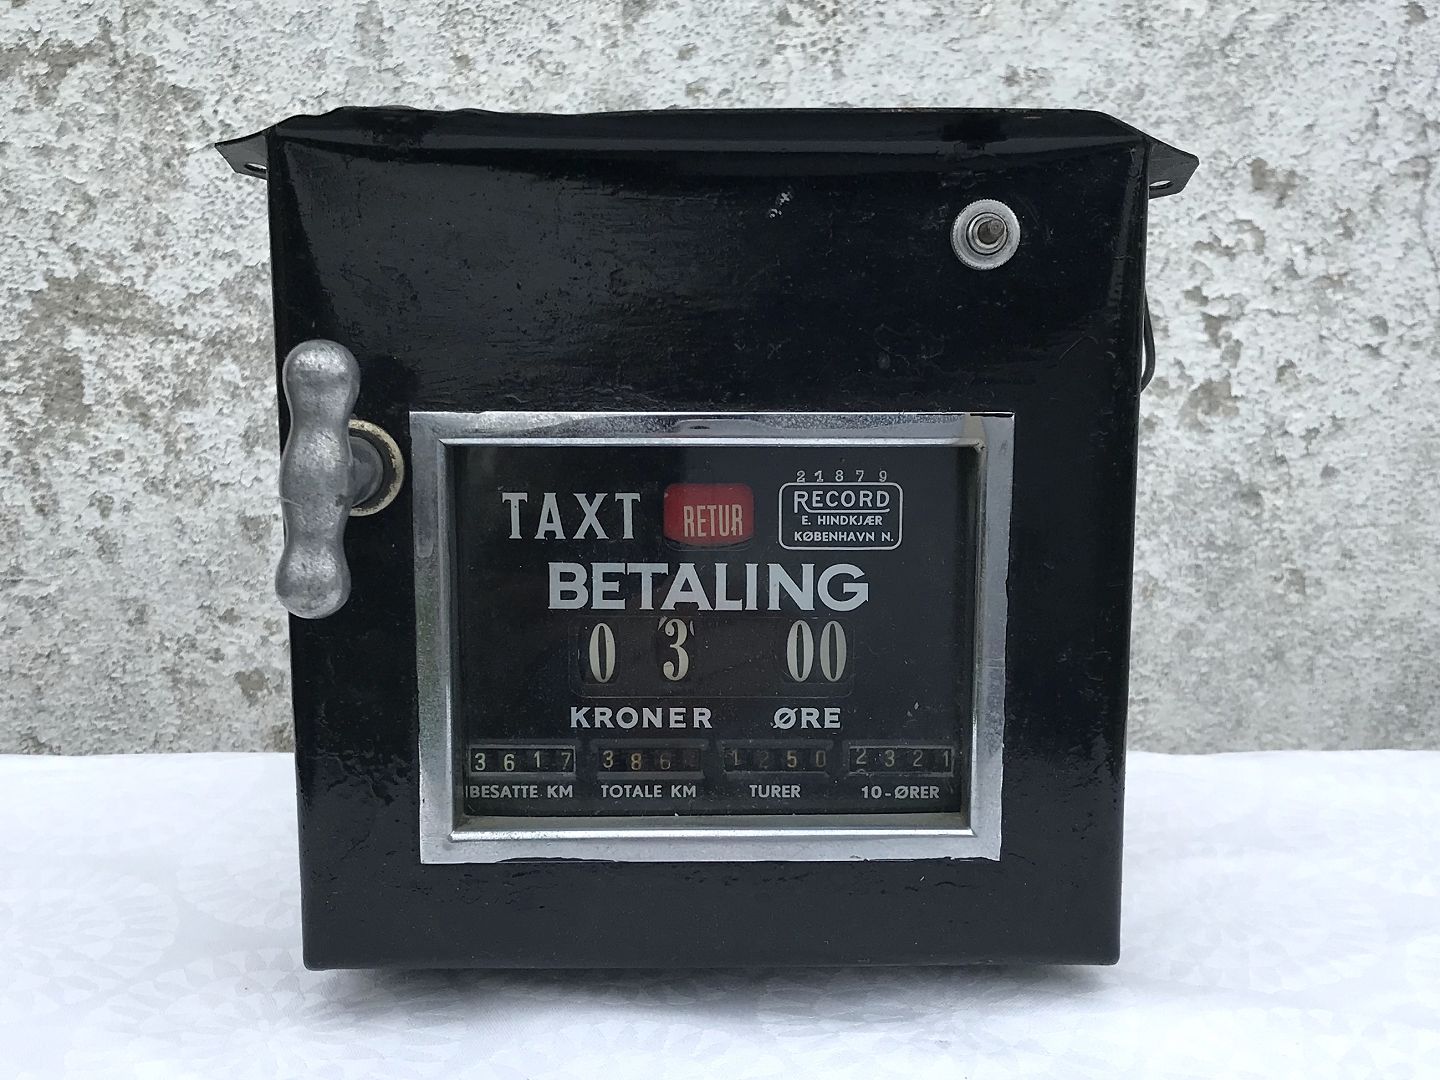 21879
TAXT RETUR RECORD
E. HINDKJÆR
KØBENHAVN N.
BETALING
0 3 00
KRONER ØRE
3617 386 1250 2321
BESATTE KM TOTALE KM TURER 10-ØRER